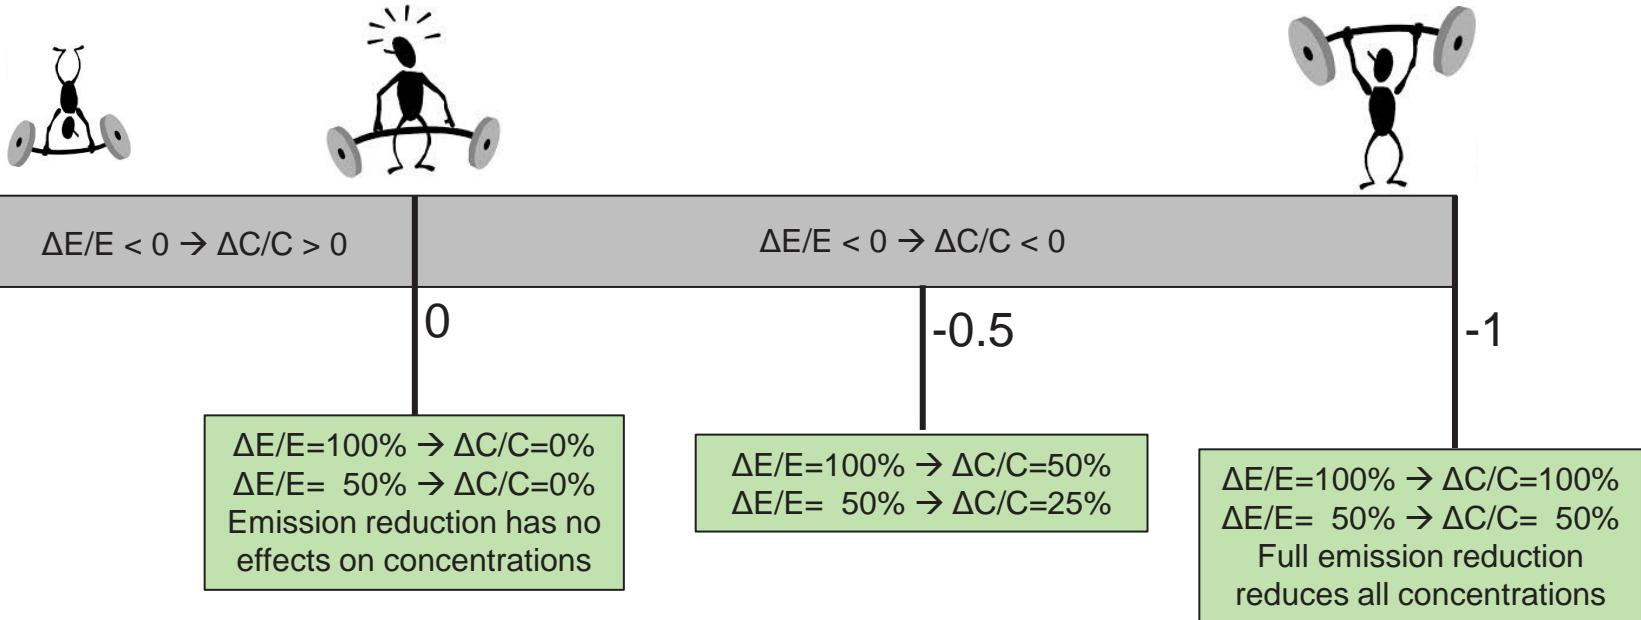 ΔE/E < 0 → ΔC/C > 0
ΔE/E < 0 → ΔC/C < 0
0
-0.5
-1
ΔE/E=100% → ΔC/C=0%
ΔE/E= 50% → ΔC/C=0%
Emission reduction has no
effects on concentrations
ΔE/E=100% → ΔC/C=50%
ΔE/E= 50% → ΔC/C=25%
ΔE/E=100% → ΔC/C=100%
ΔE/E= 50% → ΔC/C= 50%
Full emission reduction
reduces all concentrations